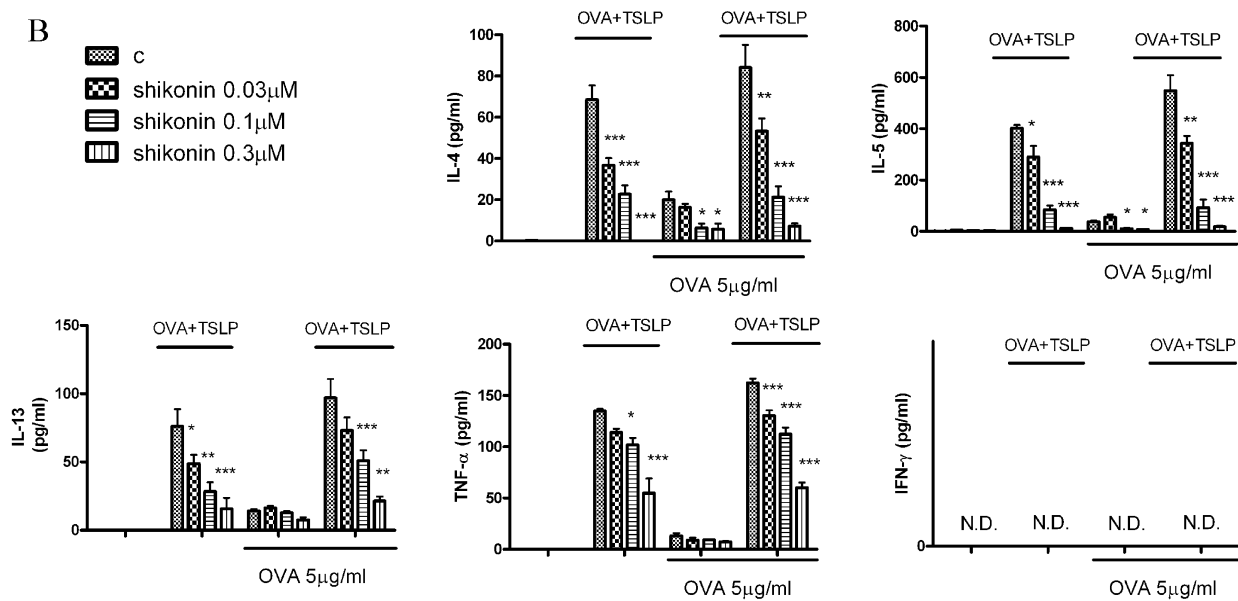 B
c
shikonin 0.03μM
shikonin 0.1μM
shikonin 0.3μM
OVA+TSLP
OVA+TSLP
100
80
60
40
20
0
IL-4 (pg/ml)
***
***
***
*
*
**
***
***
OVA 5μg/ml
OVA+TSLP
OVA+TSLP
800
600
400
200
0
IL-5 (pg/ml)
*
***
***
*
*
**
***
***
OVA 5μg/ml
OVA+TSLP
OVA+TSLP
150
100
50
0
IL-13
(pg/ml)
*
**
***
***
**
OVA 5μg/ml
OVA+TSLP
OVA+TSLP
200
150
100
50
0
TNF-α (pg/ml)
*
***
***
***
***
OVA 5μg/ml
OVA+TSLP
OVA+TSLP
IFN-γ (pg/ml)
0
N.D.
N.D.
N.D.
N.D.
OVA 5μg/ml